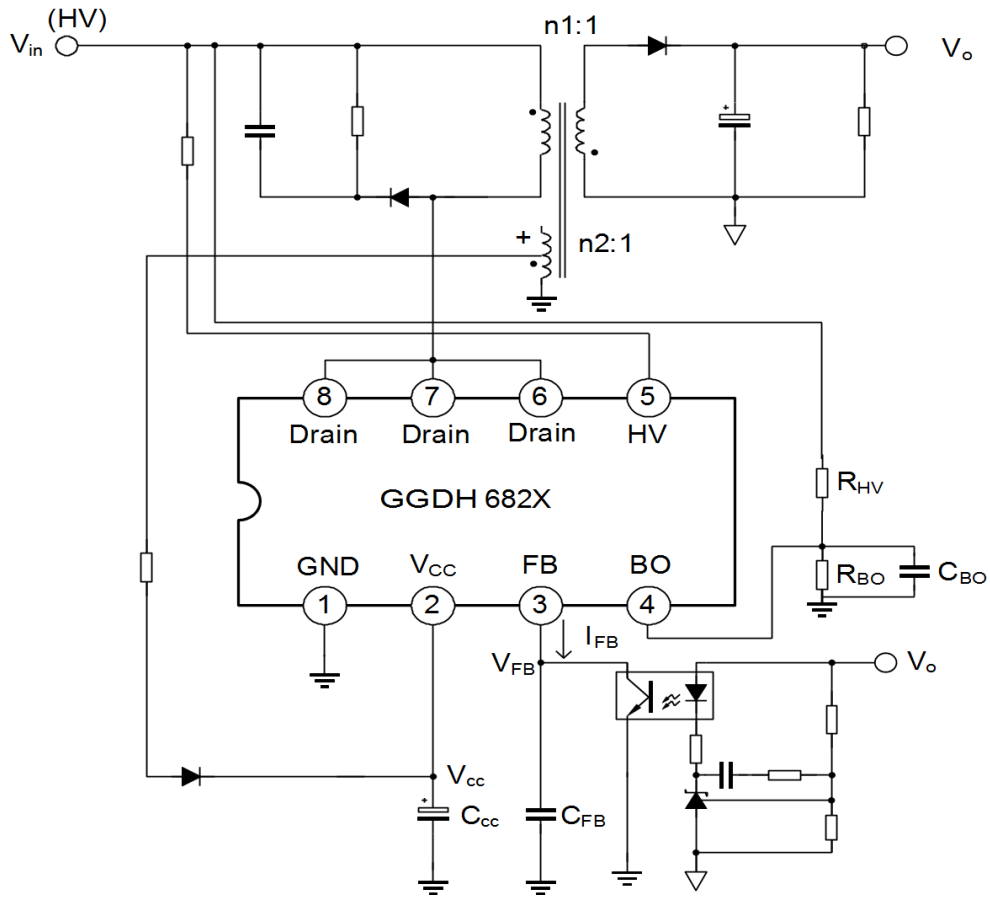 (HV)
n1:1
Vin
Vo
+
+
n2:1
8
7
6
5
Drain
Drain
Drain
HV
GGDH 682X
RHV
GND
VCC
FB
BO
RBO
CBO
1
2
3
4
IFB
VFB
Vo
Vcc
+
Ccc
CFB